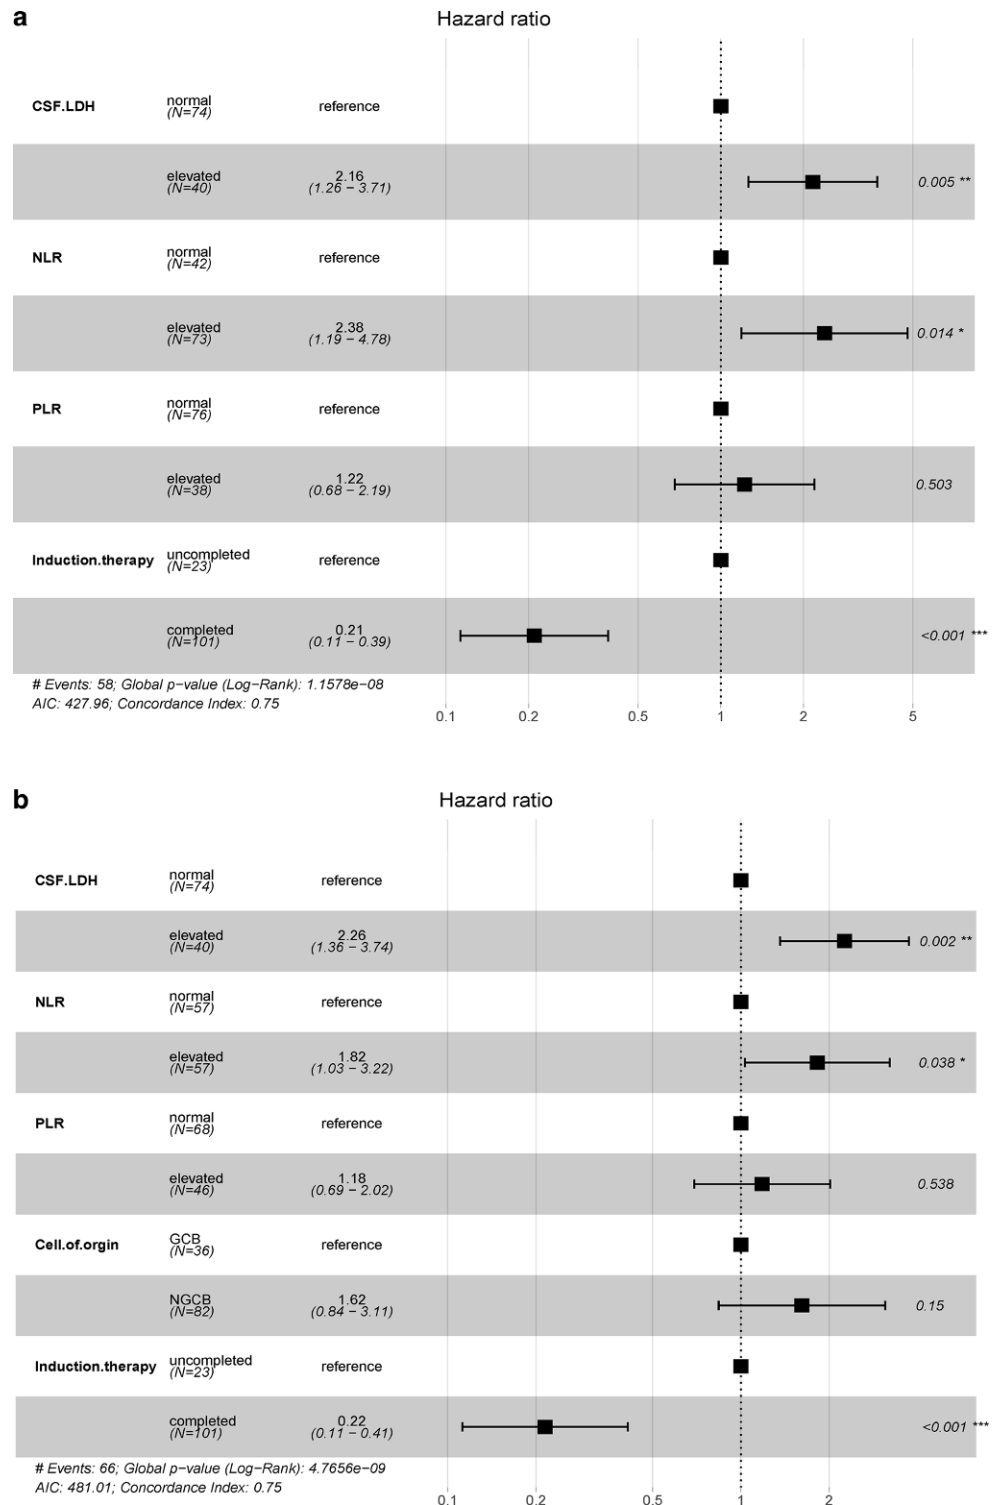 a
Hazard ratio
CSF.LDH normal reference
(N=74)
elevated 2.16 0.005 **
(N=40) (1.26 − 3.71)
NLR normal reference
(N=42)
elevated 2.38 0.014 *
(N=73) (1.19 − 4.78)
PLR normal reference
(N=76)
elevated 1.22 0.503
(N=38) (0.68 − 2.19)
Induction.therapy uncompleted reference
(N=23)
completed 0.21 <0.001 ***
(N=101) (0.11 − 0.39)
# Events: 58; Global p−value (Log−Rank): 1.1578e−08
AIC: 427.96; Concordance Index: 0.75
0.1 0.2 0.5 1 2 5
b
Hazard ratio
CSF.LDH normal reference
(N=74)
elevated 2.26 0.002 **
(N=40) (1.36 − 3.74)
NLR normal reference
(N=57)
elevated 1.82 0.038 *
(N=57) (1.03 − 3.22)
PLR normal reference
(N=68)
elevated 1.18 0.538
(N=46) (0.69 − 2.02)
Cell.of.orgin GCB reference
(N=36)
NGCB 1.62 0.15
(N=82) (0.84 − 3.11)
Induction.therapy uncompleted reference
(N=23)
completed 0.22 <0.001 ***
(N=101) (0.11 − 0.41)
# Events: 66; Global p−value (Log−Rank): 4.7656e−09
AIC: 481.01; Concordance Index: 0.75
0.1 0.2 0.5 1 2